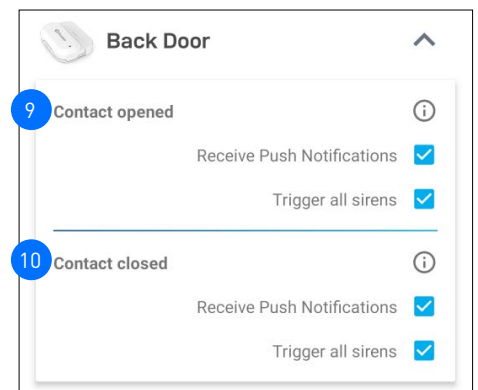 Back Door
9 Contact opened
Receive Push Notifications
Trigger all sirens
10 Contact closed
Receive Push Notifications
Trigger all sirens